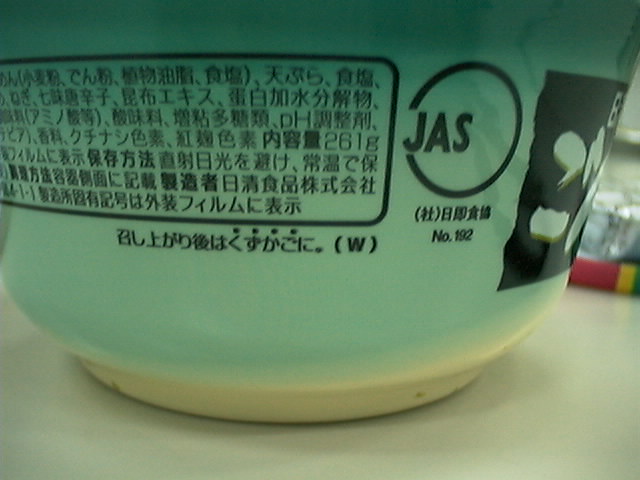 めん(小麦粉、でん粉、植物油脂、食塩)、天ぷら、食塩、
ねぎ、七味唐辛子、昆布エキス、蛋白加水分解物、
調味料(アミノ酸等)、酸味料、増粘多糖類、pH調整剤、
ビア)、香料、クチナシ色素、紅麹色素 内容量261g
フィルムに表示 保存方法 直射日光を避け、常温で保
調理方法容器側面に記載 製造者日清食品株式会社
4-1-1 製造所固有記号は外装フィルムに表示
召し上がり後はくずかごに。(W)
JAS
(社)日即食協
No.192